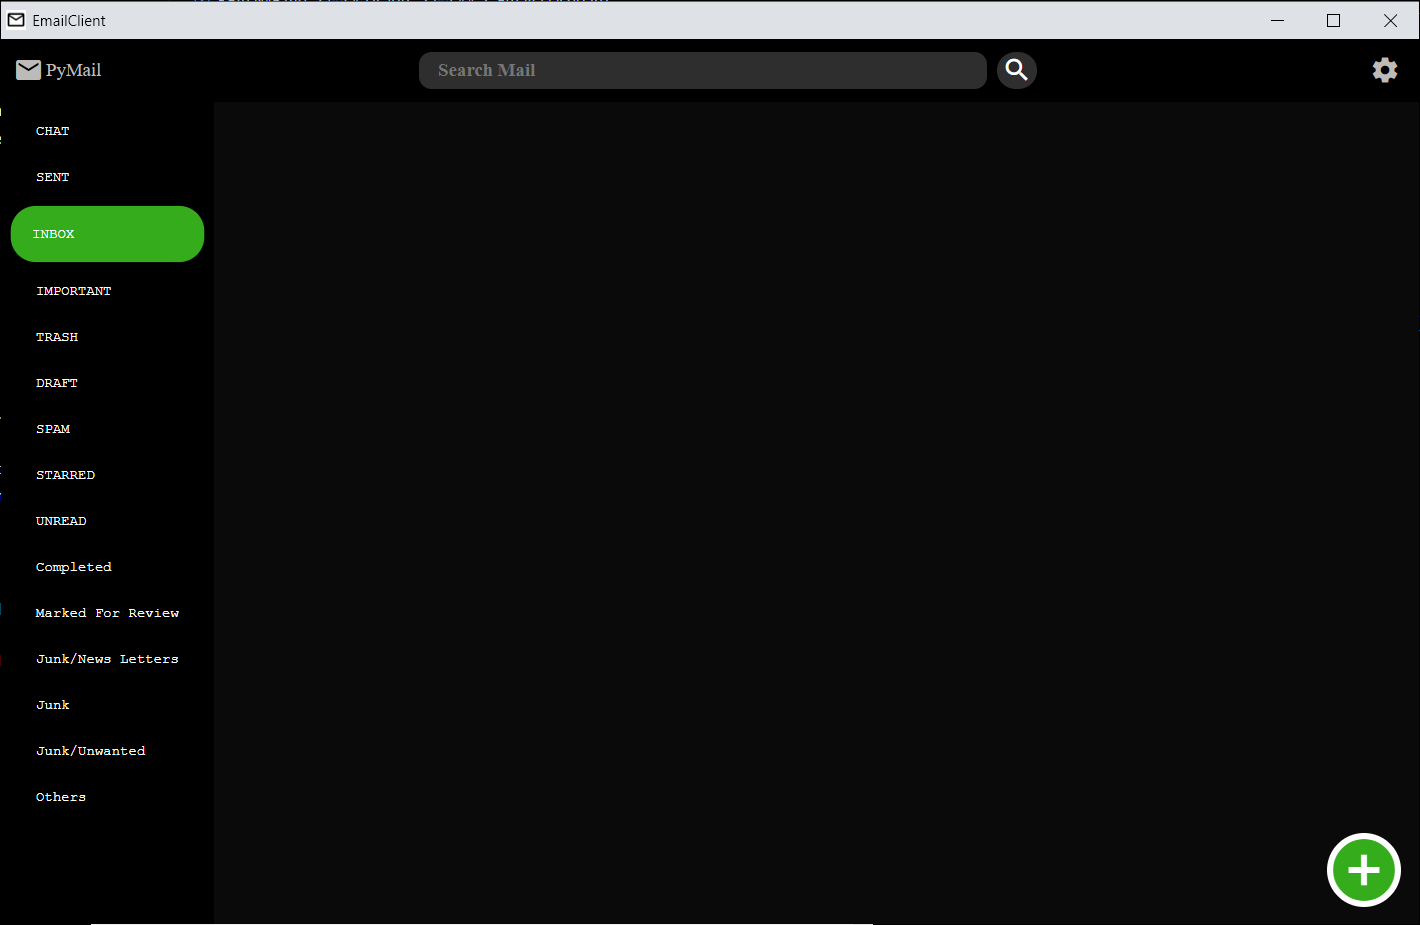 EmailClient
PyMail
Search Mail
CHAT
SENT
INBOX
IMPORTANT
TRASH
DRAFT
SPAM
STARRED
UNREAD
Completed
Marked For Review
Junk/News Letters
Junk
Junk/Unwanted
Others